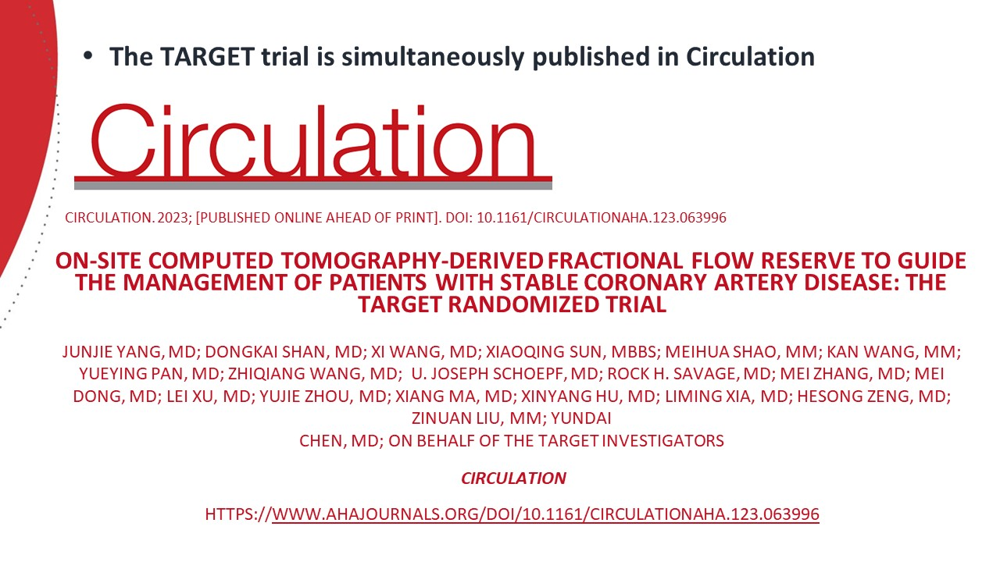 • The TARGET trial is simultaneously published in Circulation
Circulation
CIRCULATION. 2023; [PUBLISHED ONLINE AHEAD OF PRINT]. DOI: 10.1161/CIRCULATIONAHA.123.063996
ON-SITE COMPUTED TOMOGRAPHY-DERIVED FRACTIONAL FLOW RESERVE TO GUIDE
THE MANAGEMENT OF PATIENTS WITH STABLE CORONARY ARTERY DISEASE: THE
TARGET RANDOMIZED TRIAL
JUNJIE YANG, MD; DONGKAI SHAN, MD; XI WANG, MD; XIAOQING SUN, MBBS; MEIHUA SHAO, MM; KAN WANG, MM;
YUEYING PAN, MD; ZHIQIANG WANG, MD; U. JOSEPH SCHOEPF, MD; ROCK H. SAVAGE, MD; MEI ZHANG, MD; MEI
DONG, MD; LEI XU, MD; YUJIE ZHOU, MD; XIANG MA, MD; XINYANG HU, MD; LIMING XIA, MD; HESONG ZENG, MD;
ZINUAN LIU, MM; YUNDAI
CHEN, MD; ON BEHALF OF THE TARGET INVESTIGATORS
CIRCULATION
HTTPS://WWW.AHAJOURNALS.ORG/DOI/10.1161/CIRCULATIONAHA.123.063996